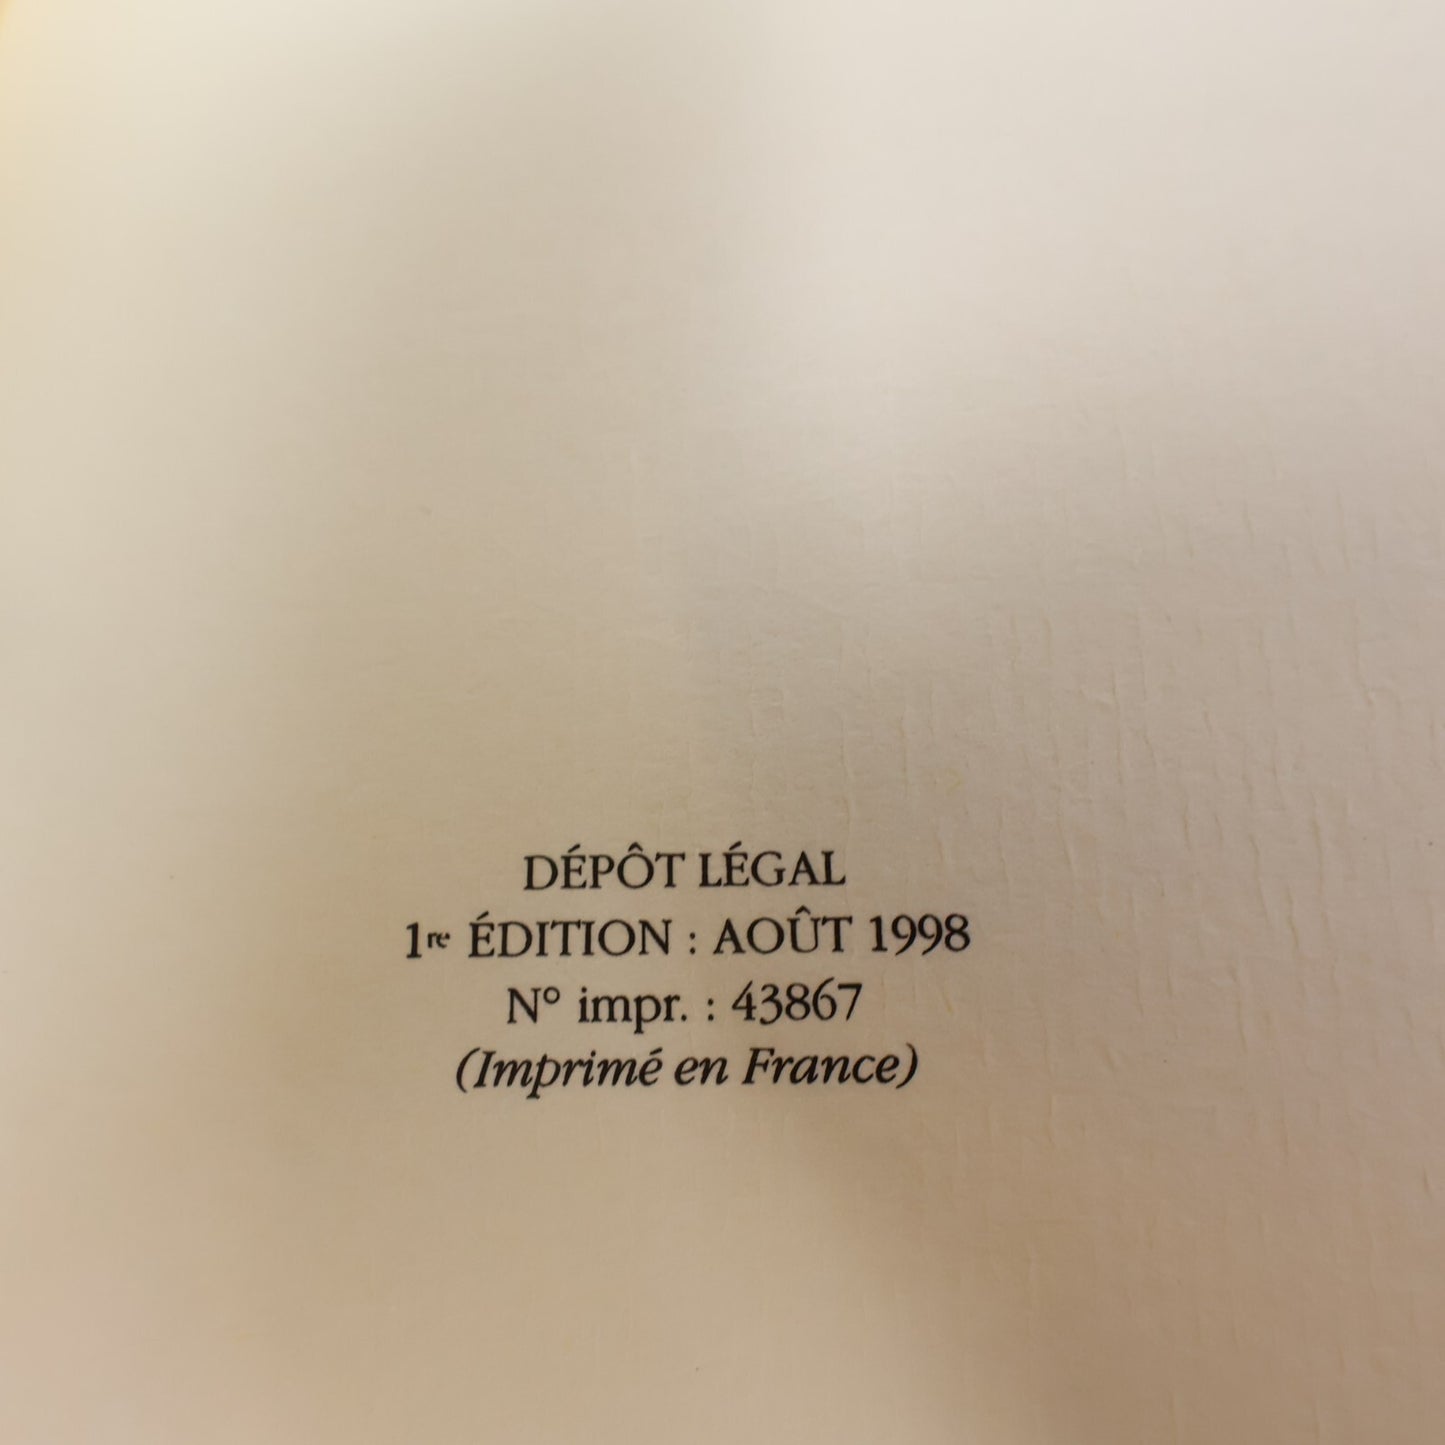 DÉPÔT LÉGAL
1re ÉDITION : AOÛT 1998
N° impr. : 43867
(Imprimé en France)